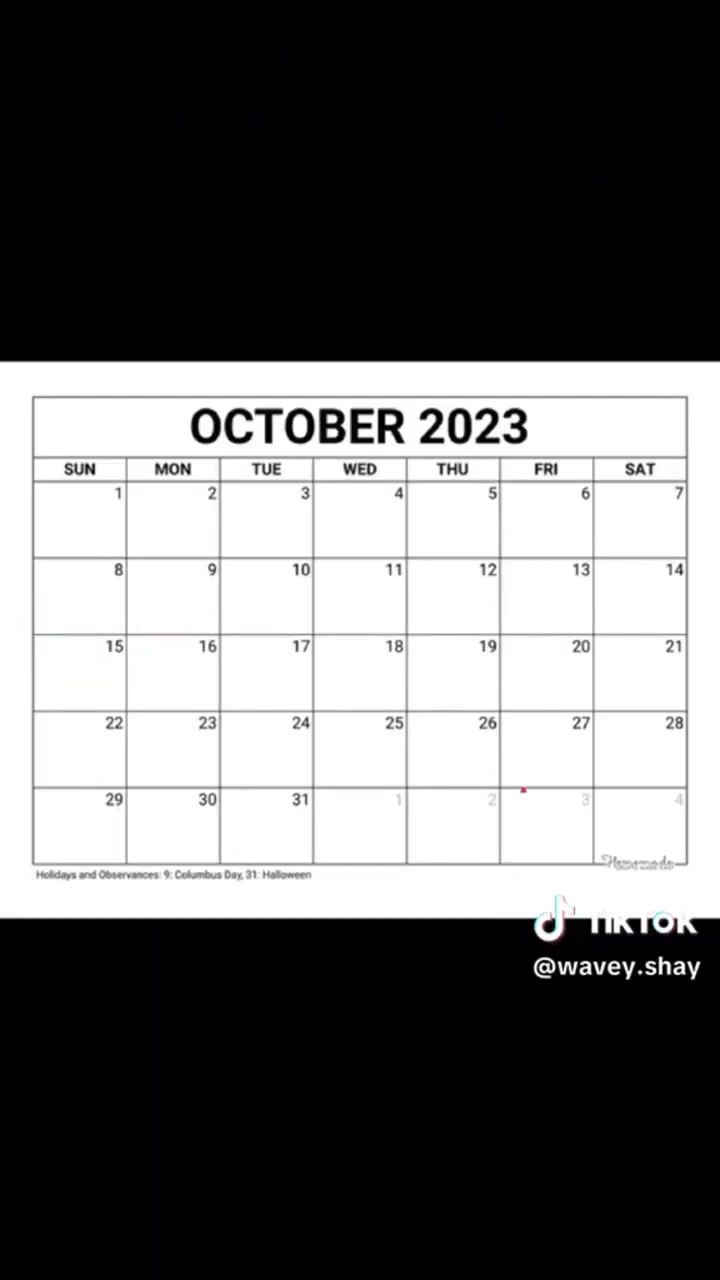 OCTOBER 2023
SUN MON TUE WED THU FRI SAT
1 2 3 4 5 6 7
8 9 10 11 12 13 14
15 16 17 18 19 20 21
22 23 24 25 26 27 28
29 30 31 1 2 3 4
Homemade
Holidays and Observances: 9: Columbus Day, 31: Halloween
TikTok
@wavey.shay